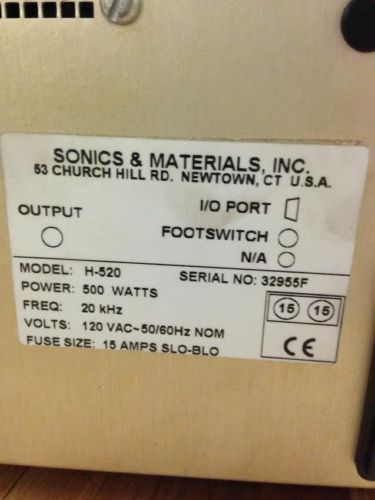 SONICS & MATERIALS, INC.
53 CHURCH HILL RD. NEWTOWN, CT U.S.A.
OUTPUT
I/O PORT
FOOTSWITCH
N/A
MODEL: H-520 SERIAL NO: 32955F
POWER: 500 WATTS
FREQ: 20 kHz
VOLTS: 120 VAC~50/60Hz NOM
FUSE SIZE: 15 AMPS SLO-BLO
15 15
CE